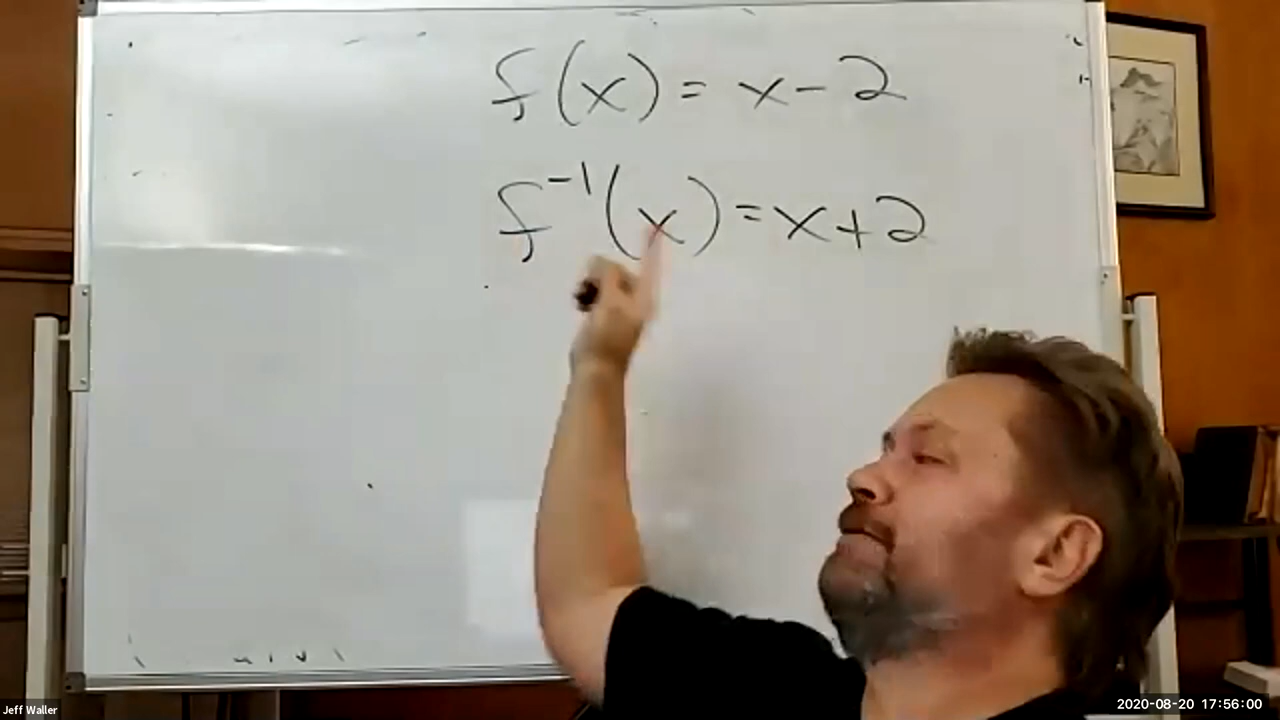 f(x) = x - 2
f⁻¹(x) = x + 2
Jeff Waller
2020-08-20 17:56:00